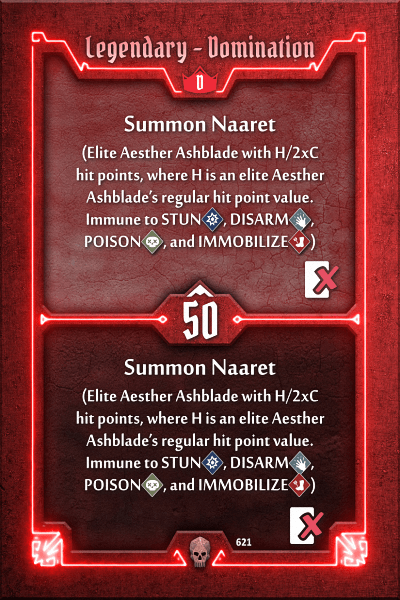 Legendary - Domination
D
Summon Naaret
(Elite Aesther Ashblade with H/2xC
hit points, where H is an elite Aesther
Ashblade's regular hit point value.
Immune to STUN, DISARM,
POISON, and IMMOBILIZE)
50
Summon Naaret
(Elite Aesther Ashblade with H/2xC
hit points, where H is an elite Aesther
Ashblade's regular hit point value.
Immune to STUN, DISARM,
POISON, and IMMOBILIZE)
621